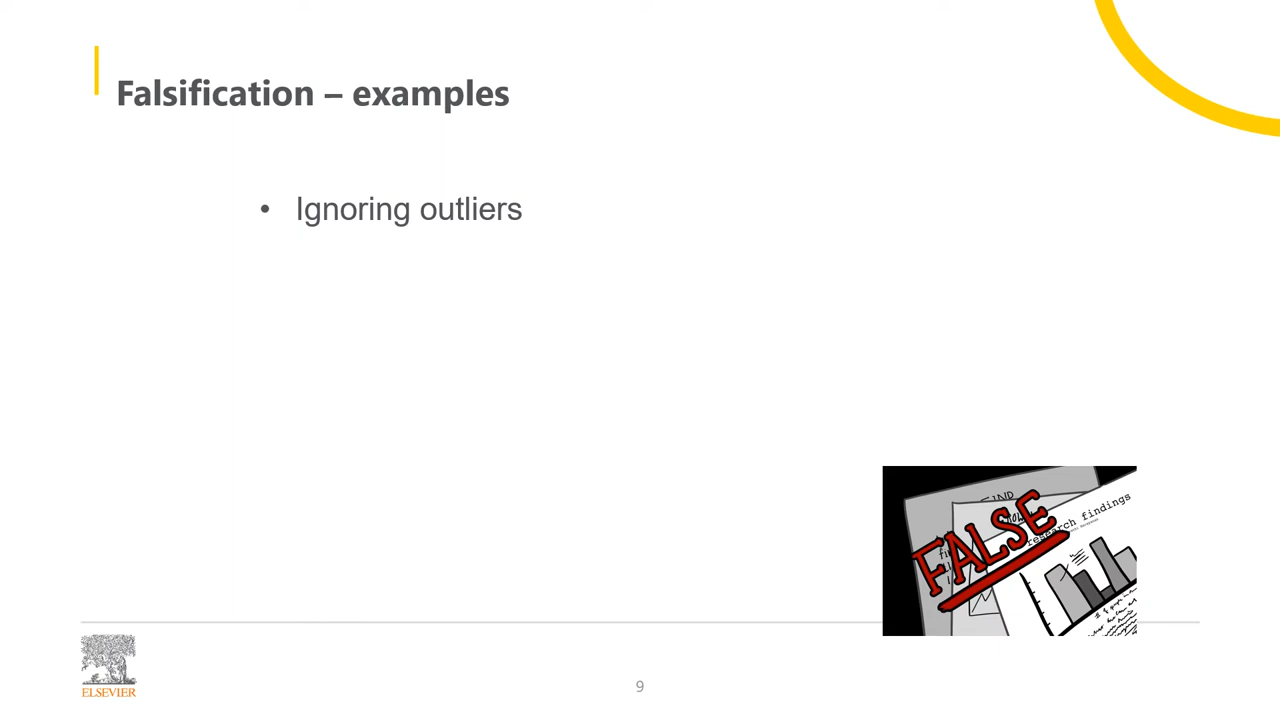 Falsification – examples
• Ignoring outliers
FALSE
research findings
ELSEVIER
9